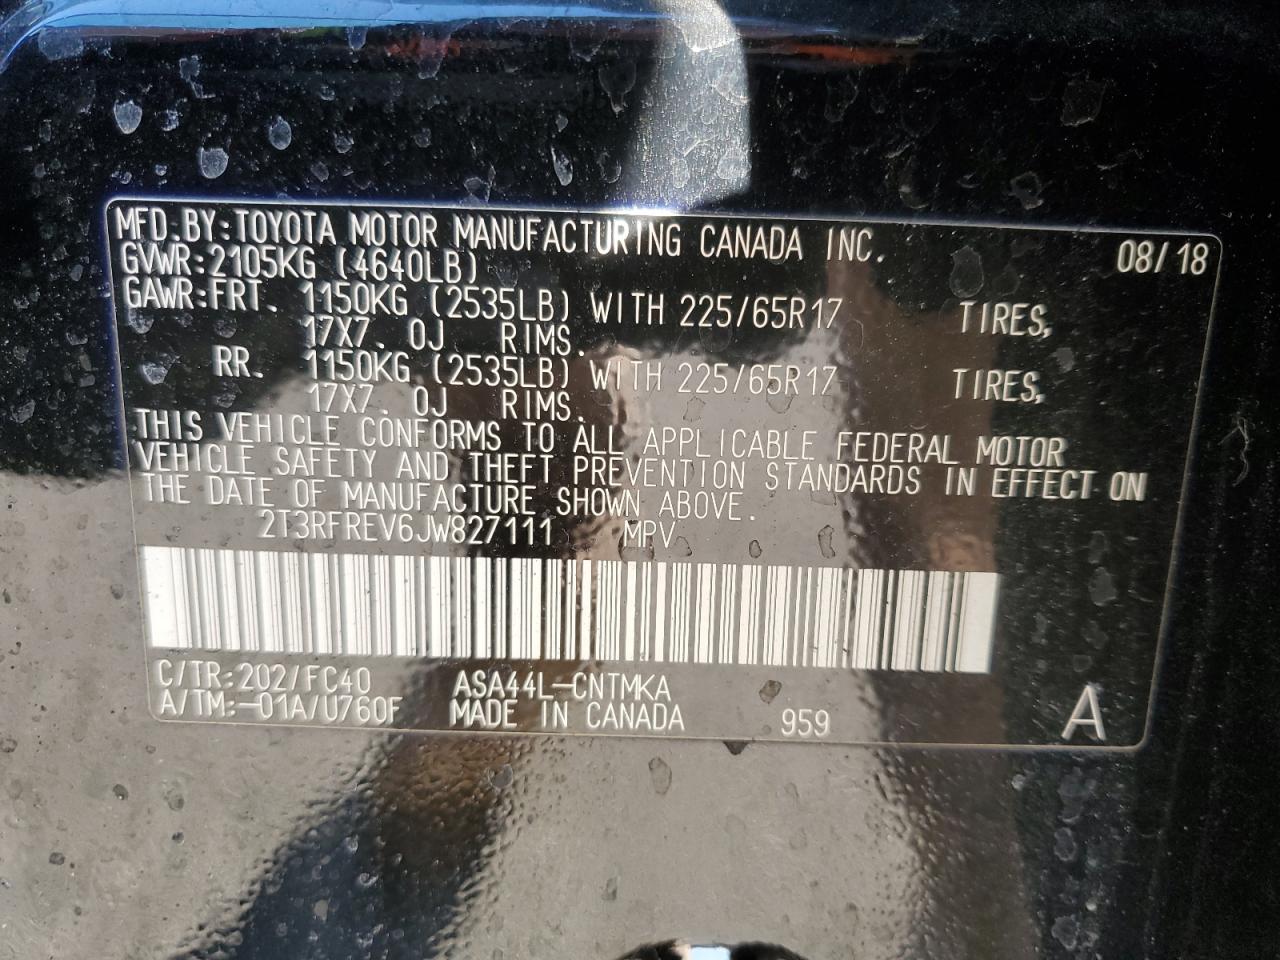 MFD.BY:TOYOTA MOTOR MANUFACTURING CANADA INC. 08/18
GVWR:2105KG (4640LB)
GAWR:FRT. 1150KG (2535LB) WITH 225/65R17 TIRES,
17X7.0J RIMS.
RR. 1150KG (2535LB) WITH 225/65R17 TIRES,
17X7.0J RIMS.
THIS VEHICLE CONFORMS TO ALL APPLICABLE FEDERAL MOTOR
VEHICLE SAFETY AND THEFT PREVENTION STANDARDS IN EFFECT ON
THE DATE OF MANUFACTURE SHOWN ABOVE.
2T3RFREV6JW827111 MPV
C/TR:202/FC40 ASA44L-CNTMKA
A/TM:-01A/U760F MADE IN CANADA 959 A